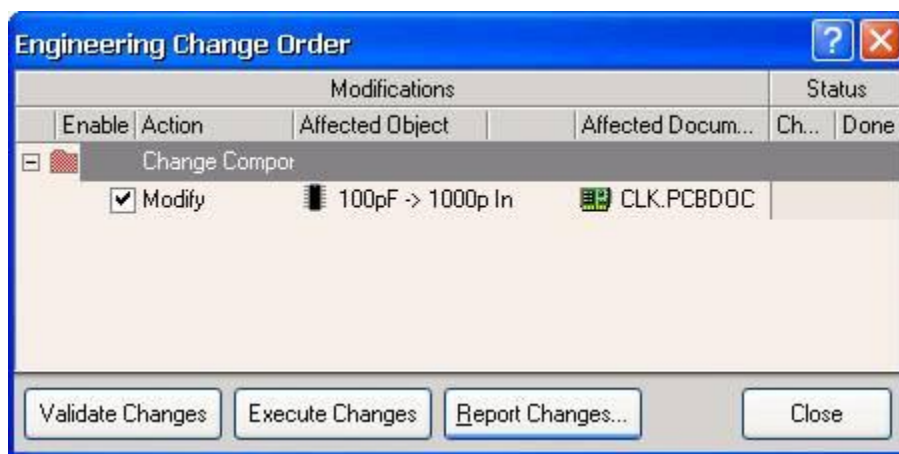 Engineering Change Order
Modifications Status
Enable Action Affected Object Affected Docum... Ch... Done
Change Compor
Modify 100pF -> 1000p In CLK.PCBDOC
Validate Changes Execute Changes Report Changes... Close